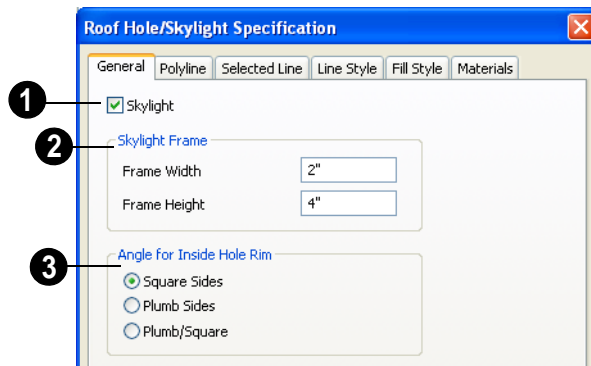 Roof Hole/Skylight Specification
General Polyline Selected Line Line Style Fill Style Materials
1 Skylight
2 Skylight Frame
Frame Width 2"
Frame Height 4"
3 Angle for Inside Hole Rim
Square Sides
Plumb Sides
Plumb/Square